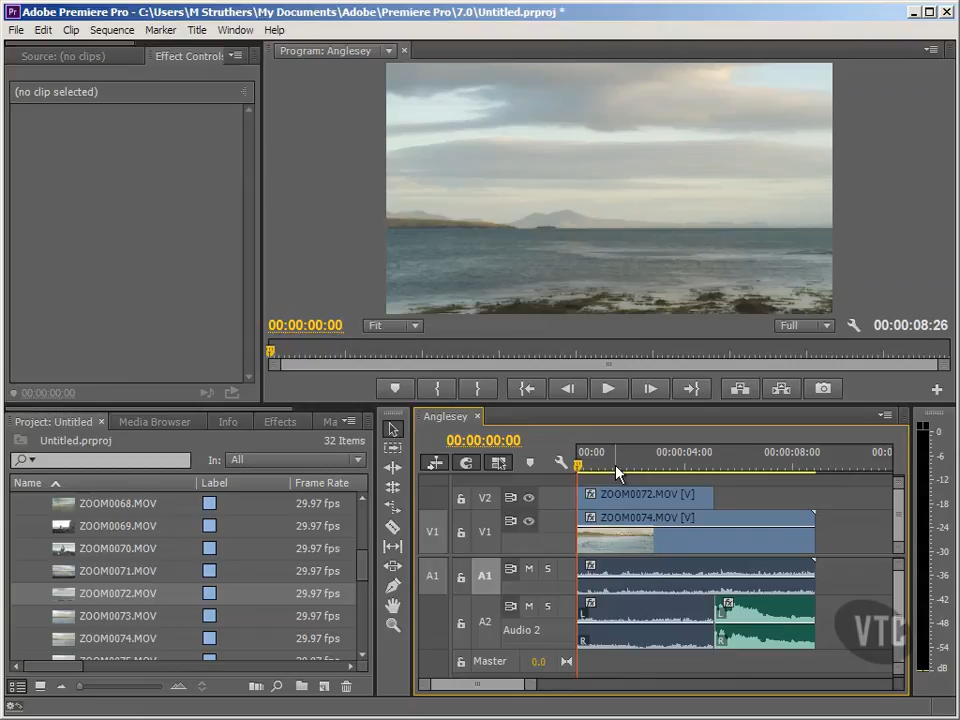 Adobe Premiere Pro - C:\Users\M Struthers\My Documents\Adobe\Premiere Pro\7.0\Untitled.prproj *
File Edit Clip Sequence Marker Title Window Help
Source: (no clips) Effect Controls
Program: Anglesey
(no clip selected)
00:00:00:00 Fit Full 00:00:08:26
00:00:00:00
Project: Untitled Media Browser Info Effects Ma
Untitled.prproj 32 Items
In: All
Name Label Frame Rate
ZOOM0068.MOV 29.97 fps
ZOOM0069.MOV 29.97 fps
ZOOM0070.MOV 29.97 fps
ZOOM0071.MOV 29.97 fps
ZOOM0072.MOV 29.97 fps
ZOOM0073.MOV 29.97 fps
ZOOM0074.MOV 29.97 fps
Anglesey
00:00:00:00
00:00 00:00:04:00 00:00:08:00 00:0
V2 ZOOM0072.MOV [V]
V1 V1 ZOOM0074.MOV [V]
A1 A1 M S
A2 M S L L
Audio 2 R R
Master 0.0
0
-6
-12
-18
-24
-30
-36
-42
-48
-54
dB
VTC